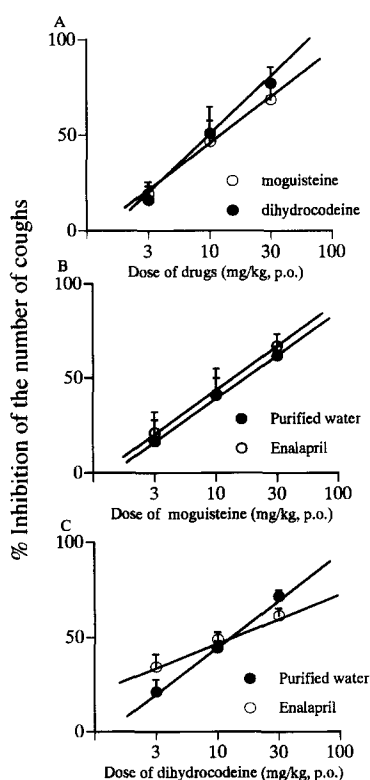 % Inhibition of the number of coughs
A
100
50
0
moguisteine
dihydrocodeine
3 10 30 100
Dose of drugs (mg/kg, p.o.)
B
100
50
0
Purified water
Enalapril
3 10 30 100
Dose of moguisteine (mg/kg, p.o.)
C
100
50
0
Purified water
Enalapril
3 10 30 100
Dose of dihydrocodeine (mg/kg, p.o.)